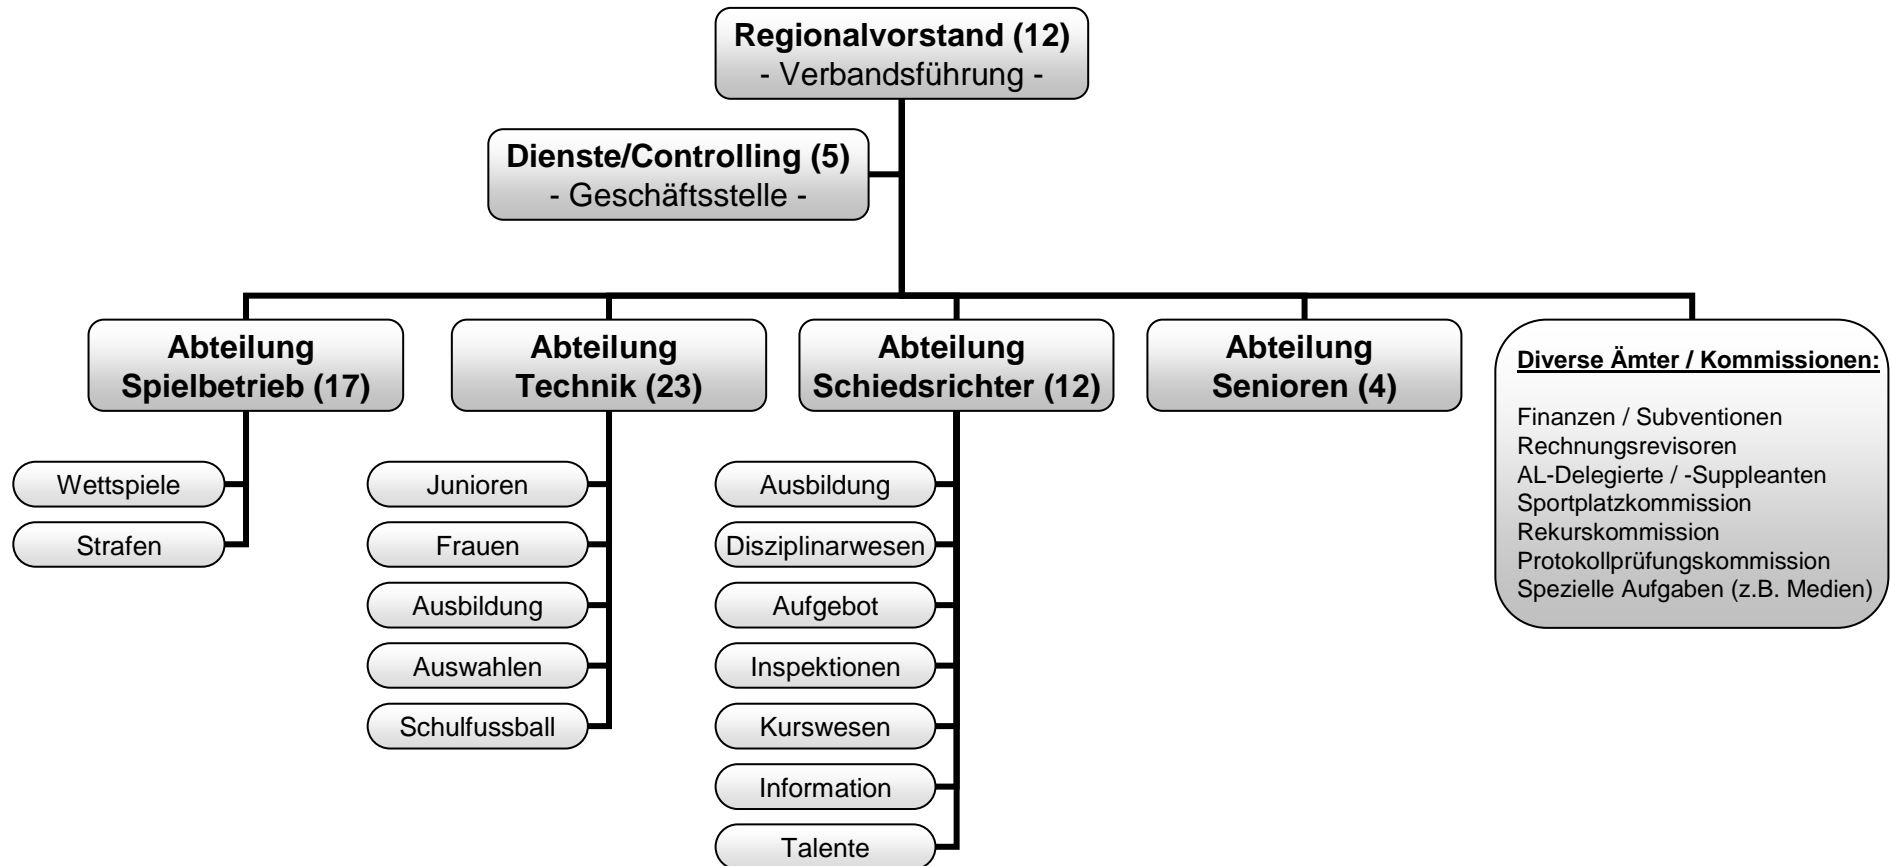 Regionalvorstand (12)
- Verbandsführung -
Dienste/Controlling (5)
- Geschäftsstelle -
Abteilung
Spielbetrieb (17)
Wettspiele
Strafen
Abteilung
Technik (23)
Junioren
Frauen
Ausbildung
Auswahlen
Schulfussball
Abteilung
Schiedsrichter (12)
Ausbildung
Disziplinarwesen
Aufgebot
Inspektionen
Kurswesen
Information
Talente
Abteilung
Senioren (4)
Diverse Ämter / Kommissionen:
Finanzen / Subventionen
Rechnungsrevisoren
AL-Delegierte / -Suppleanten
Sportplatzkommission
Rekurskommission
Protokollprüfungskommission
Spezielle Aufgaben (z.B. Medien)